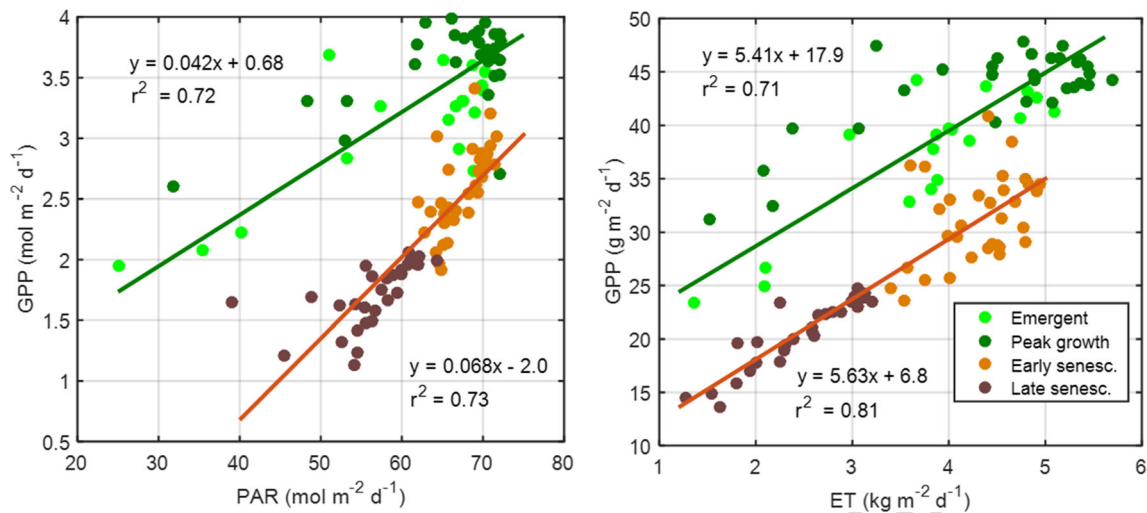 4
3.5
3
2.5
2
1.5
1
0.5
GPP (mol m⁻² d⁻¹)
y = 0.042x + 0.68
r² = 0.72
y = 0.068x - 2.0
r² = 0.73
20 30 40 50 60 70 80
PAR (mol m⁻² d⁻¹)
50
45
40
35
30
25
20
15
10
GPP (g m⁻² d⁻¹)
y = 5.41x + 17.9
r² = 0.71
y = 5.63x + 6.8
r² = 0.81
Emergent
Peak growth
Early senesc.
Late senesc.
1 2 3 4 5 6
ET (kg m⁻² d⁻¹)